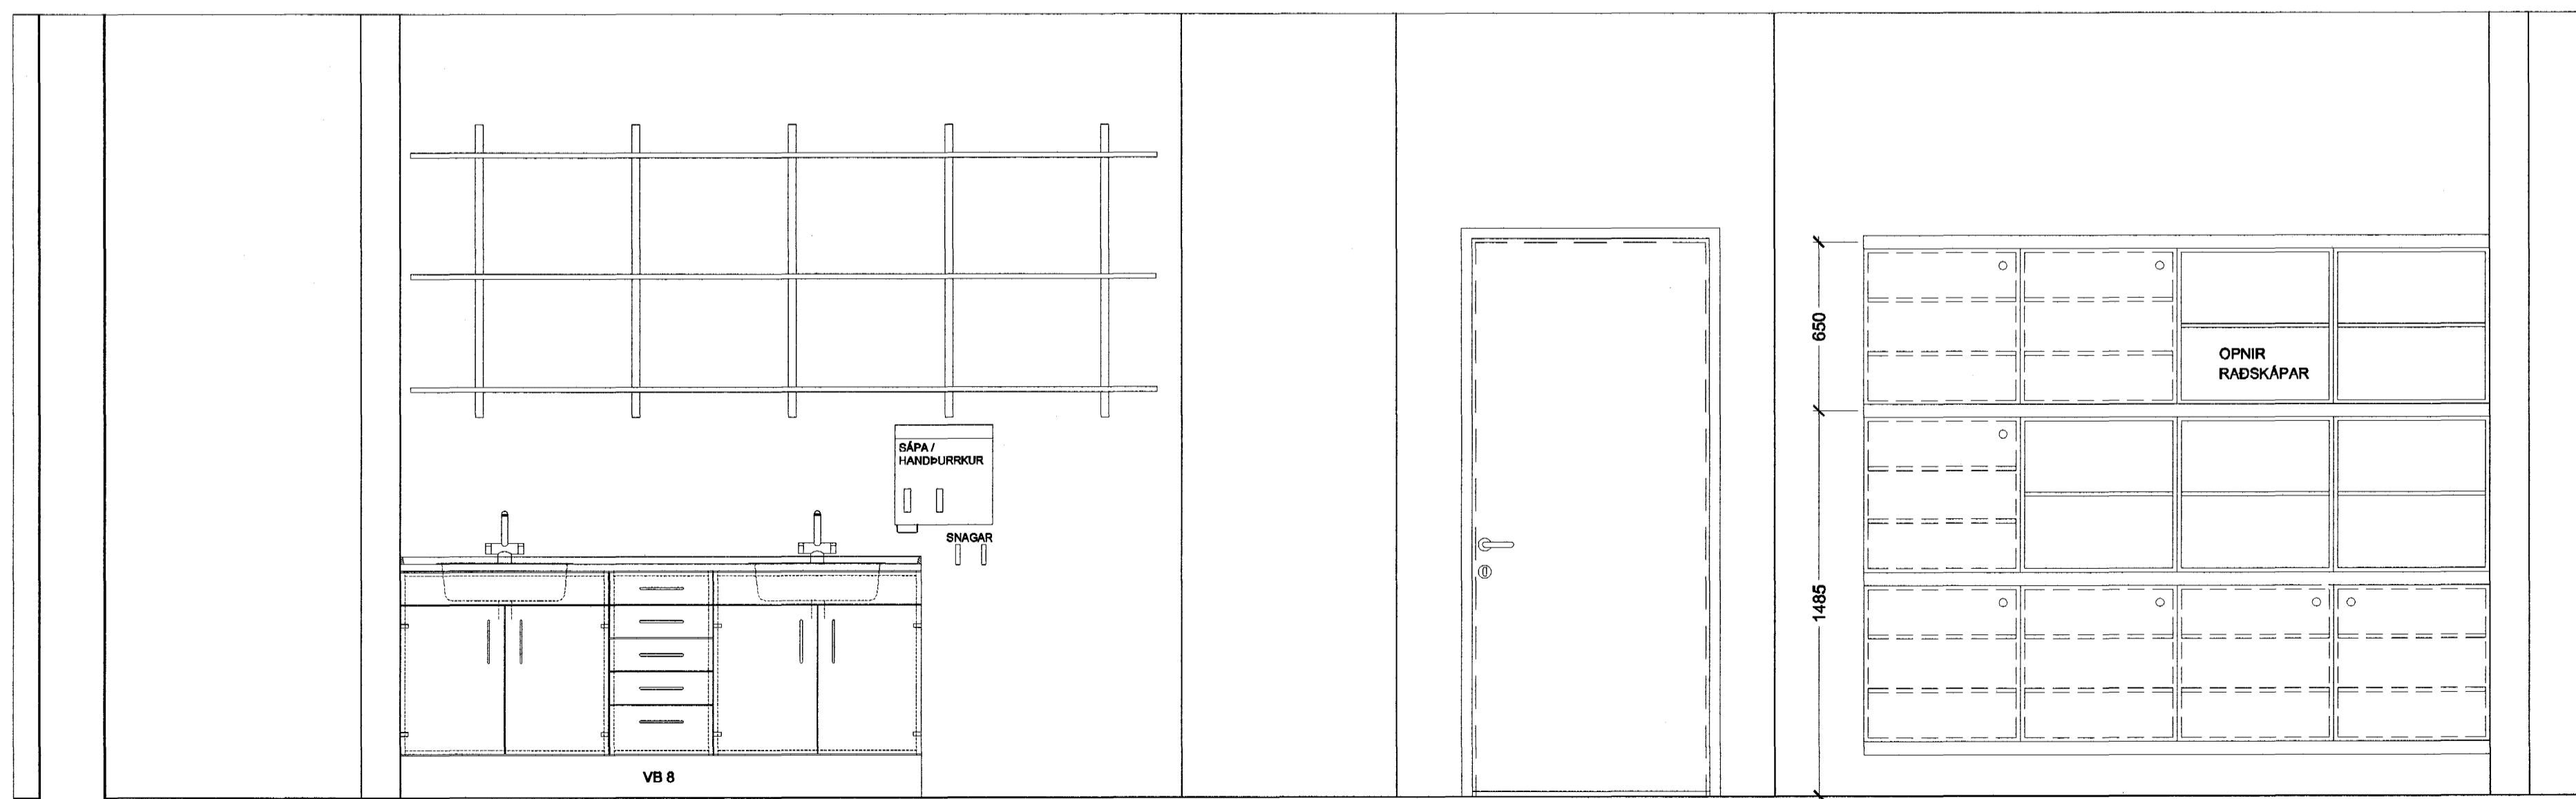 SÁPA /
HANDÞURRKUR
SNAGAR
VB 8
650
1485
OPNIR
RAÐSKÁPAR